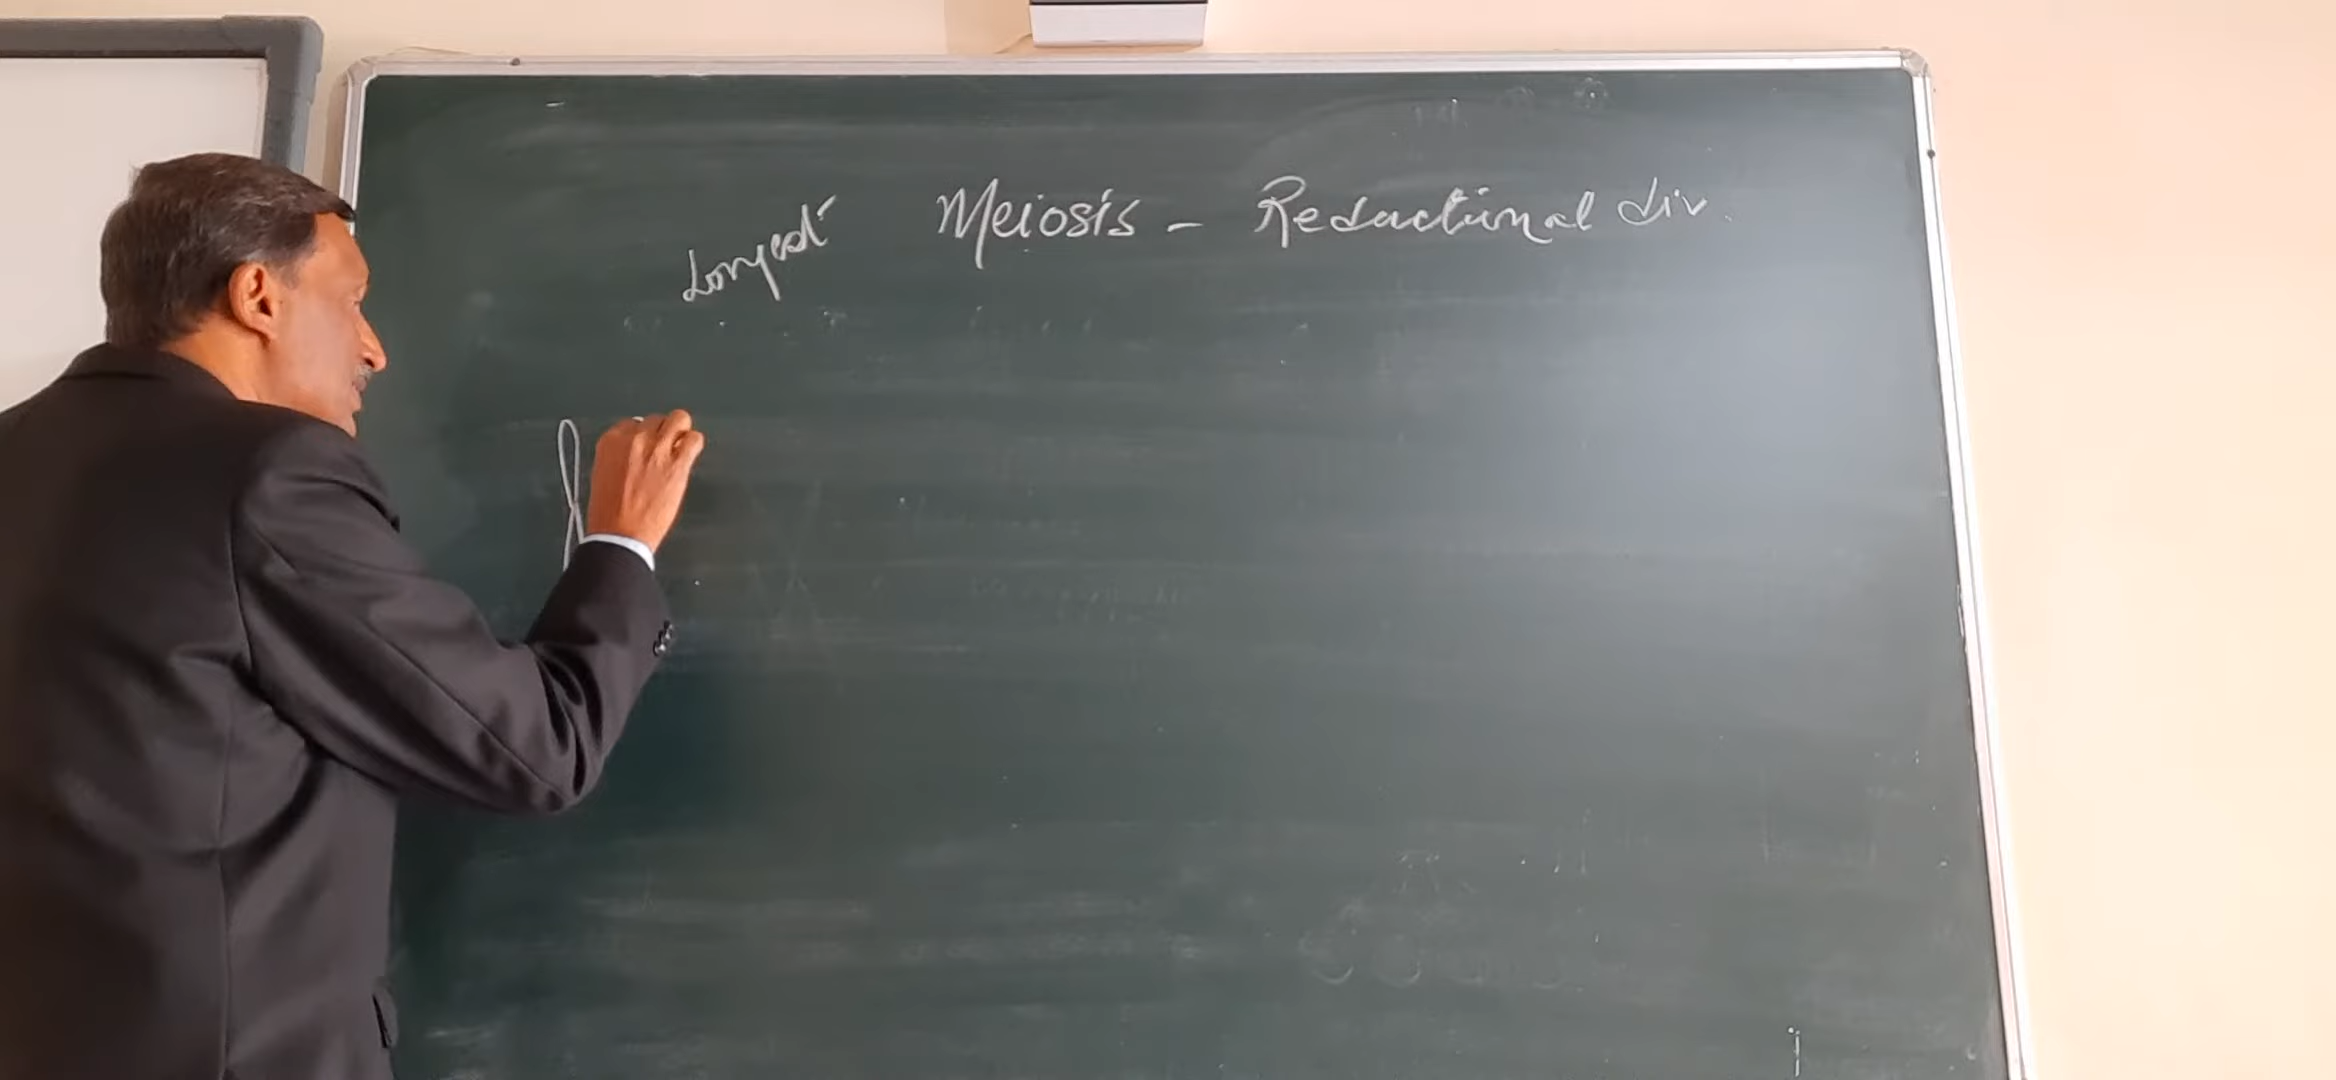 Meiosis - Reductional div.
Longest